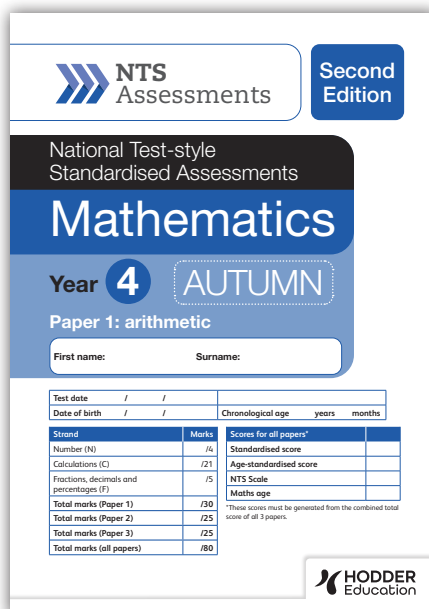 NTS
Assessments
Second
Edition
National Test-style
Standardised Assessments
Mathematics
Year 4 AUTUMN
Paper 1: arithmetic
First name: Surname:
Test date / /
Date of birth / / Chronological age years months
Strand Marks
Number (N) /4
Calculations (C) /21
Fractions, decimals and
percentages (F) /5
Total marks (Paper 1) /30
Total marks (Paper 2) /25
Total marks (Paper 3) /25
Total marks (all papers) /80
Scores for all papers*
Standardised score
Age-standardised score
NTS Scale
Maths age
*These scores must be generated from the combined total
score of all 3 papers.
HODDER
Education